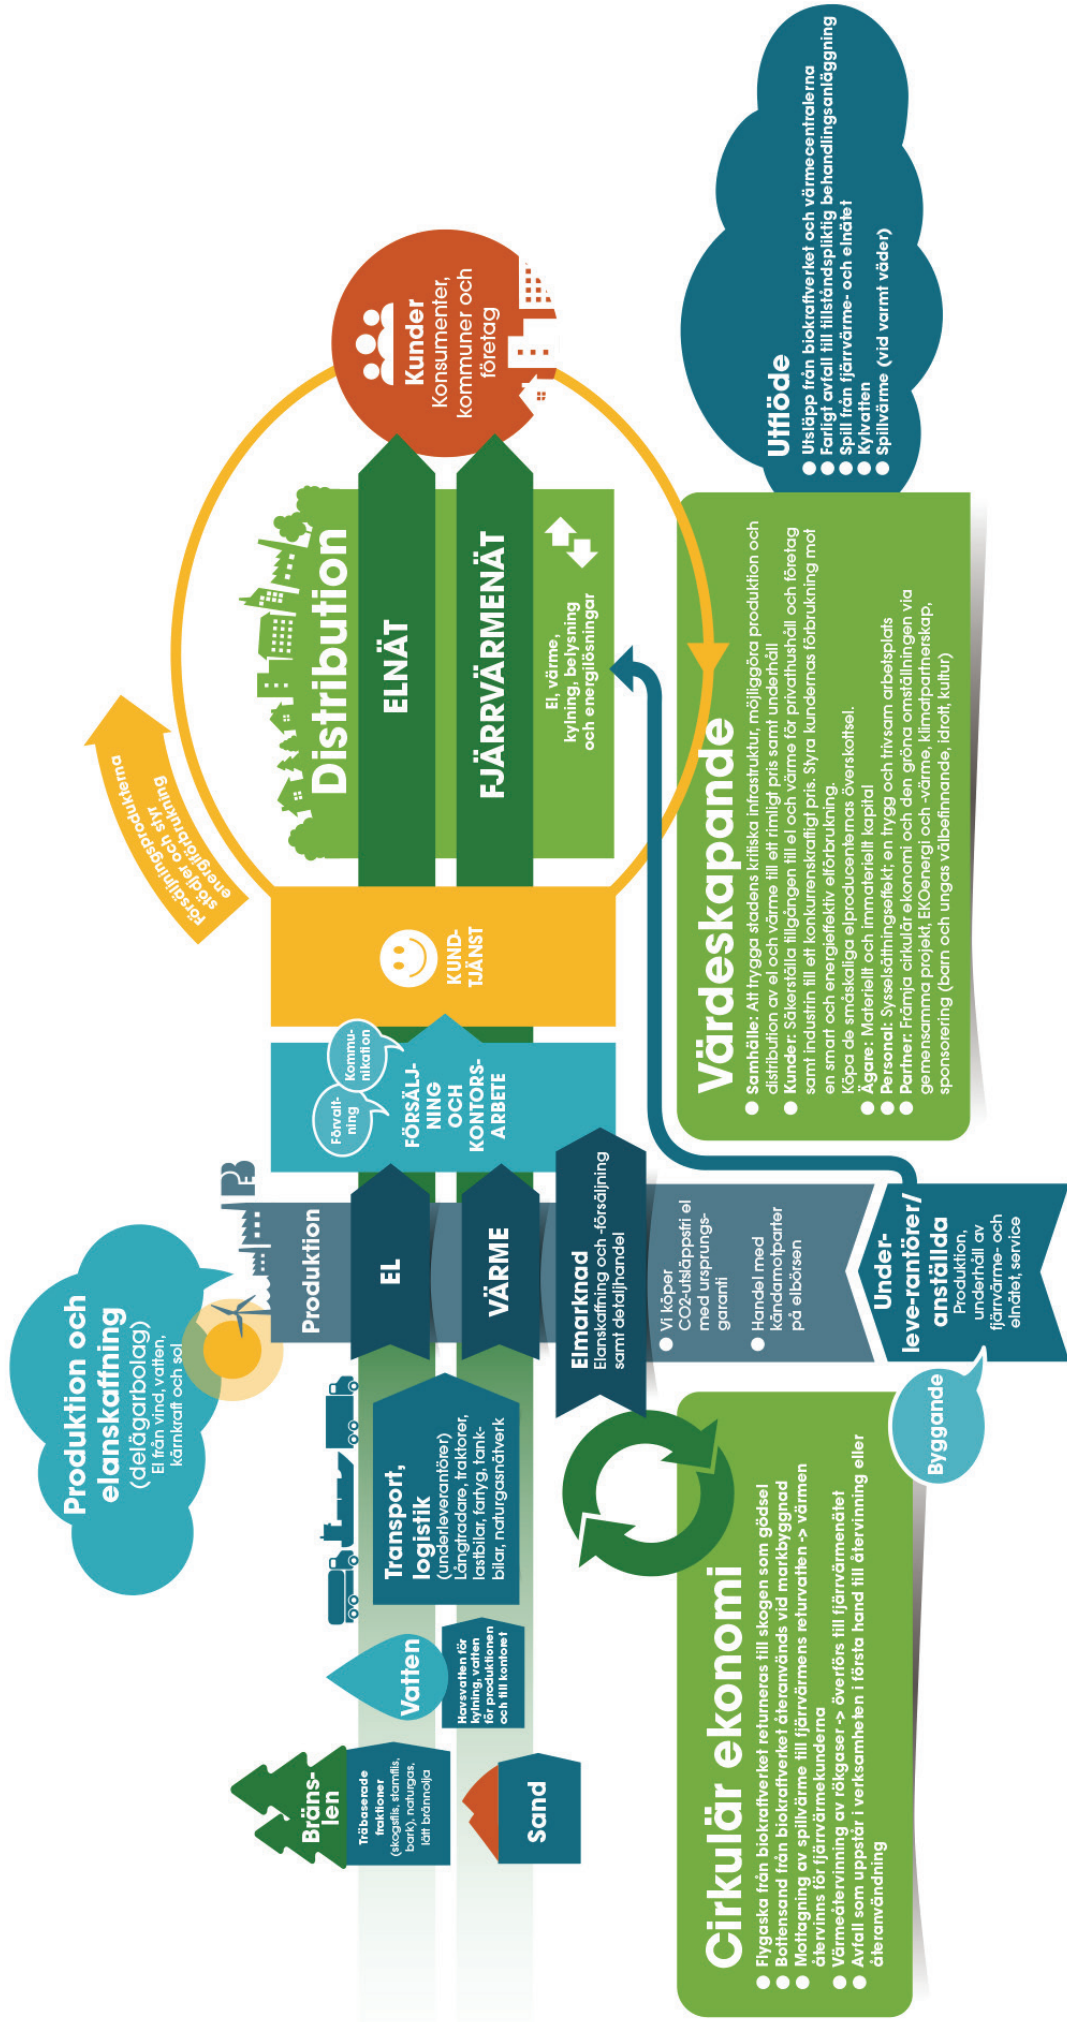 Produktion och
elanskaffning
(delägarbolag)
El från vind, vatten,
kärnkraft och sol
Försäljningsprodukterna
stödjer och styr
energiförbrukning
Bräns-
len
Träbaserade
fraktioner
(skogsflis, stamflis,
bark), naturgas,
lätt brännolja
Sand
Vatten
Havsvatten för
kylning, vatten
för produktionen
och till kontoret
Transport,
logistik
(underleverantörer)
Långtradare, traktorer,
lastbilar, fartyg, tank-
bilar, naturgasnätverk
Produktion
EL
VÄRME
Elmarknad
Elanskaffning och -försäljning
samt detaljhandel
● Vi köper
CO2-utsläppsfri el
med ursprungs-
garanti
● Handel med
kändamotparter
på elbörsen
Under-
leve-rantörer/
anställda
Produktion,
underhåll av
fjärrvärme- och
elnätet, service
Byggande
Förvalt-
ning
Kommu-
nikation
FÖRSÄLJ-
NING
OCH
KONTORS-
ARBETE
KUND-
TJÄNST
Distribution
ELNÄT
FJÄRRVÄRMENÄT
El, värme,
kylning, belysning
och energilösningar
Kunder
Konsumenter,
kommuner och
företag
Cirkulär ekonomi
● Flygaska från biokraftverket returneras till skogen som gödsel
● Bottensand från biokraftverket återanvänds vid markbyggnad
● Mottagning av spillvärme till fjärrvärmens returvatten -> värmen
återvinns för fjärrvärmekunderna
● Värmeåtervinning av rökgaser -> överförs till fjärrvärmenätet
● Avfall som uppstår i verksamheten i första hand till återvinning eller
återanvändning
Värdeskapande
● Samhälle: Att trygga stadens kritiska infrastruktur, möjliggöra produktion och
distribution av el och värme till ett rimligt pris samt underhåll
● Kunder: Säkerställa tillgången till el och värme för privathushåll och företag
samt industrin till ett konkurrenskraftigt pris. Styra kundernas förbrukning mot
en smart och energieffektiv elförbrukning.
Köpa de småskaliga elproducenternas överskottsel.
● Ägare: Materiellt och immateriellt kapital
● Personal: Sysselsättningseffekt; en trygg och trivsam arbetsplats
● Partner: Främja cirkulär ekonomi och den gröna omställningen via
gemensamma projekt, EKOenergi och -värme, klimatpartnerskap,
sponsorering (barn och ungas välbefinnande, idrott, kultur)
Utflöde
● Utsläpp från biokraftverket och värmecentralerna
● Farligt avfall till tillståndspliktig behandlingsanläggning
● Spill från fjärrvärme- och elnätet
● Kylvatten
● Spillvärme (vid varmt väder)